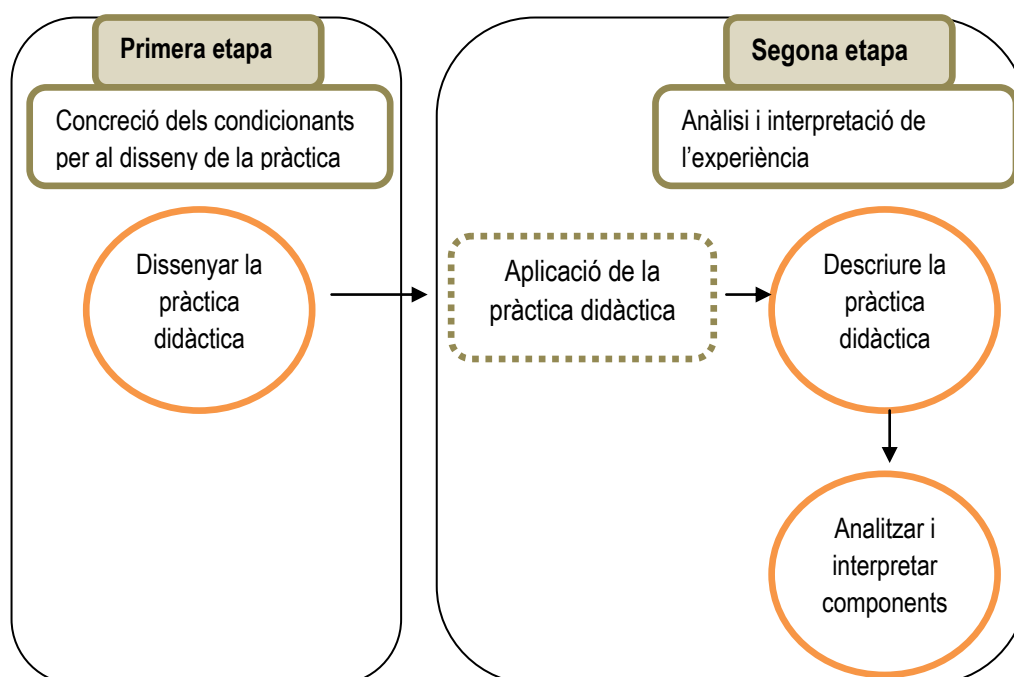 Primera etapa
Concreció dels condicionants
per al disseny de la pràctica
Dissenyar la
pràctica
didàctica
Segona etapa
Anàlisi i interpretació de
l'experiència
Aplicació de la
pràctica didàctica
Descriure la
pràctica
didàctica
Analitzar i
interpretar
components